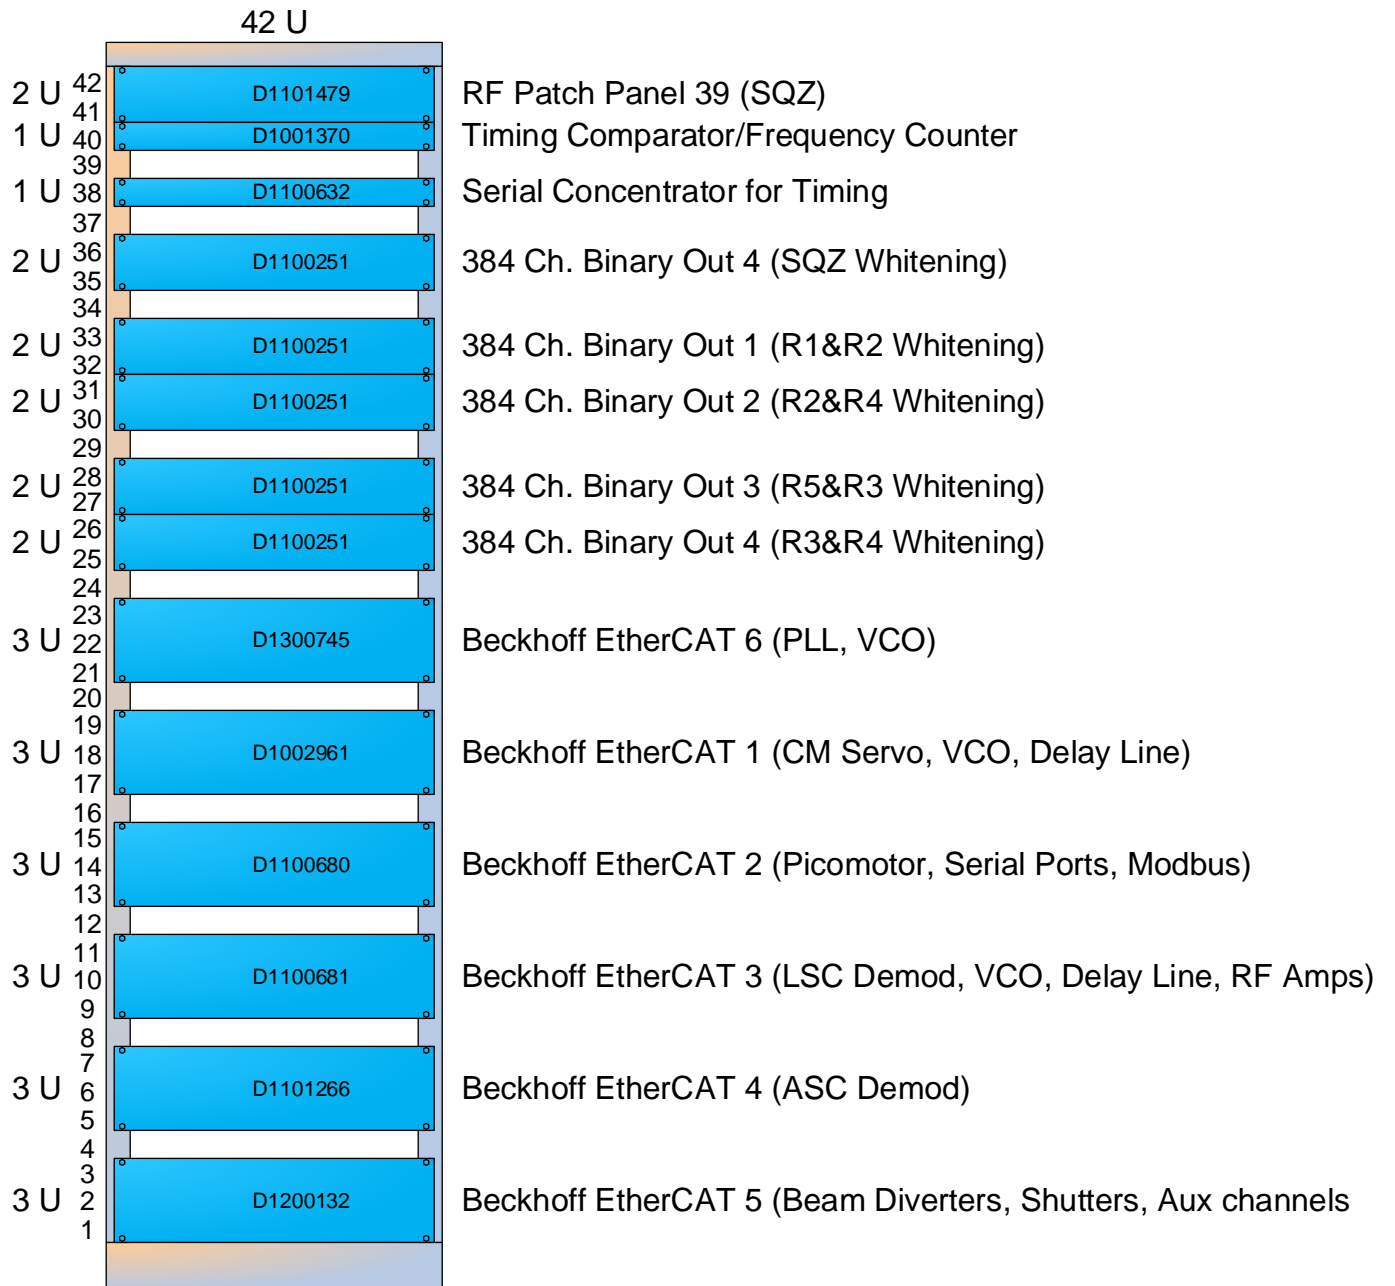 42 U
2 U 42 D1101479 RF Patch Panel 39 (SQZ)
41
1 U 40 D1001370 Timing Comparator/Frequency Counter
39
1 U 38 D1100632 Serial Concentrator for Timing
37
2 U 36 D1100251 384 Ch. Binary Out 4 (SQZ Whitening)
35
34
2 U 33 D1100251 384 Ch. Binary Out 1 (R1&R2 Whitening)
32
2 U 31 D1100251 384 Ch. Binary Out 2 (R2&R4 Whitening)
30
29
2 U 28 D1100251 384 Ch. Binary Out 3 (R5&R3 Whitening)
27
2 U 26 D1100251 384 Ch. Binary Out 4 (R3&R4 Whitening)
25
24
23
3 U 22 D1300745 Beckhoff EtherCAT 6 (PLL, VCO)
21
20
19
3 U 18 D1002961 Beckhoff EtherCAT 1 (CM Servo, VCO, Delay Line)
17
16
15
3 U 14 D1100680 Beckhoff EtherCAT 2 (Picomotor, Serial Ports, Modbus)
13
12
11
3 U 10 D1100681 Beckhoff EtherCAT 3 (LSC Demod, VCO, Delay Line, RF Amps)
9
8
7
3 U 6 D1101266 Beckhoff EtherCAT 4 (ASC Demod)
5
4
3
3 U 2 D1200132 Beckhoff EtherCAT 5 (Beam Diverters, Shutters, Aux channels
1